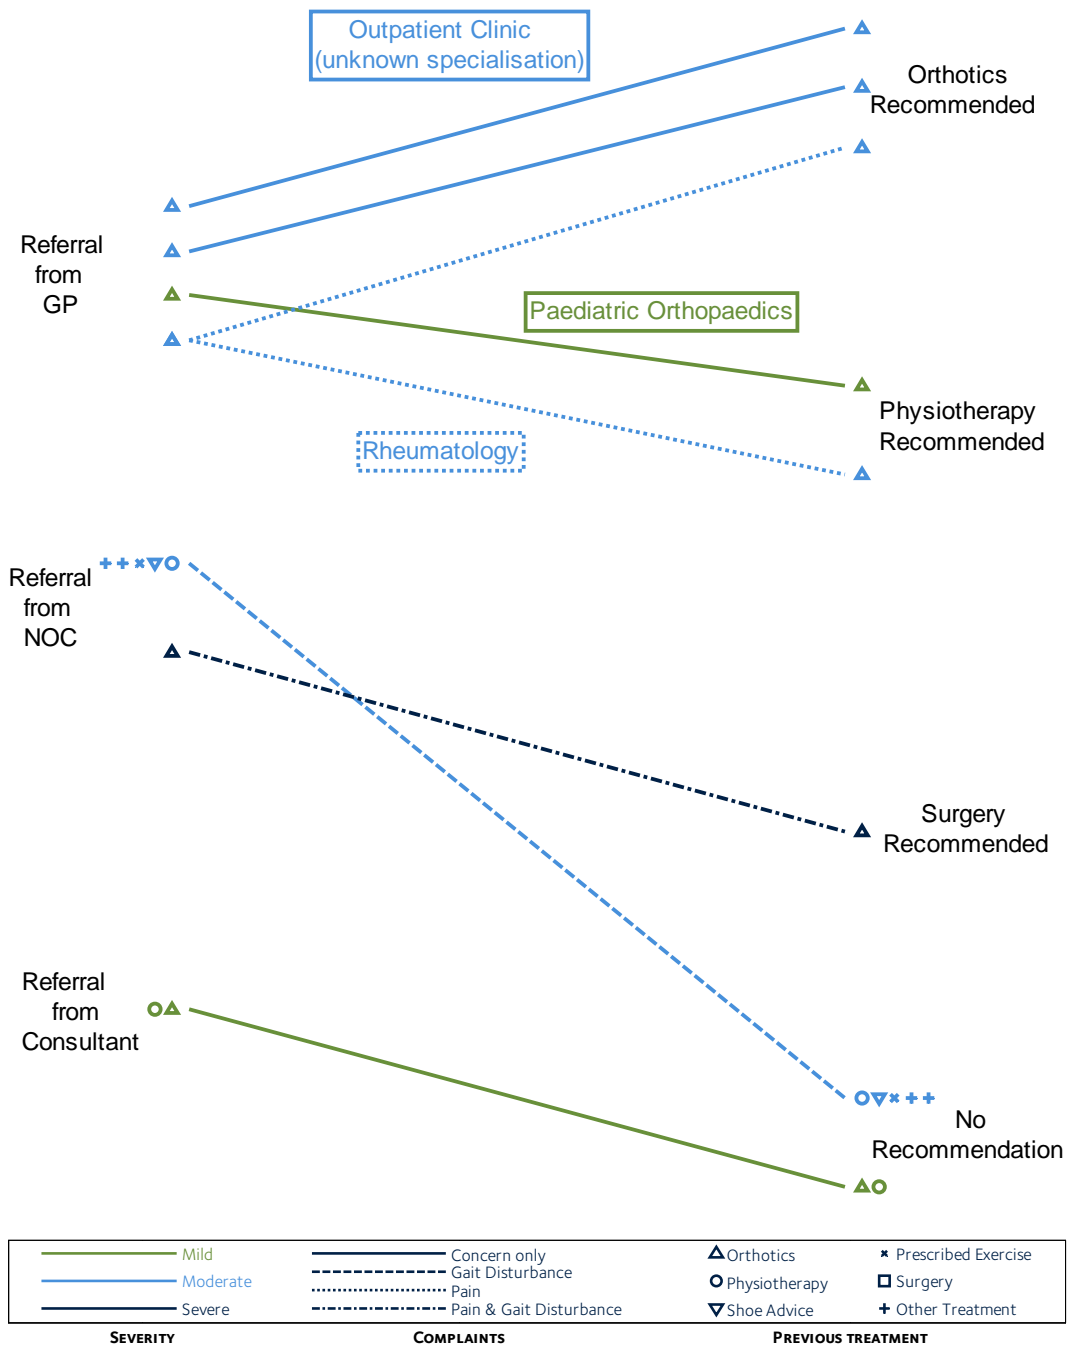 Outpatient Clinic
(unknown specialisation)
Orthotics
Recommended
Referral
from
GP
Paediatric Orthopaedics
Physiotherapy
Recommended
Rheumatology
Referral
from
NOC
Surgery
Recommended
Referral
from
Consultant
No
Recommendation
Mild
Moderate
Severe
Concern only
Gait Disturbance
Pain
Pain & Gait Disturbance
Orthotics
Physiotherapy
Shoe Advice
Prescribed Exercise
Surgery
Other Treatment
SEVERITY
COMPLAINTS
PREVIOUS TREATMENT